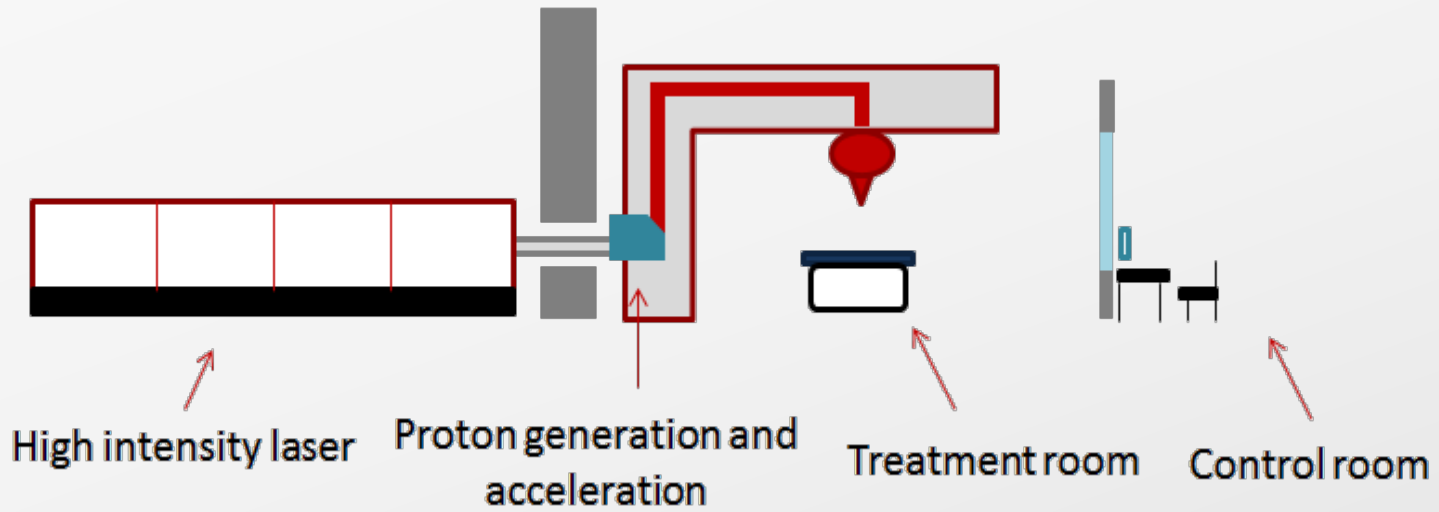 High intensity laser
Proton generation and
acceleration
Treatment room
Control room